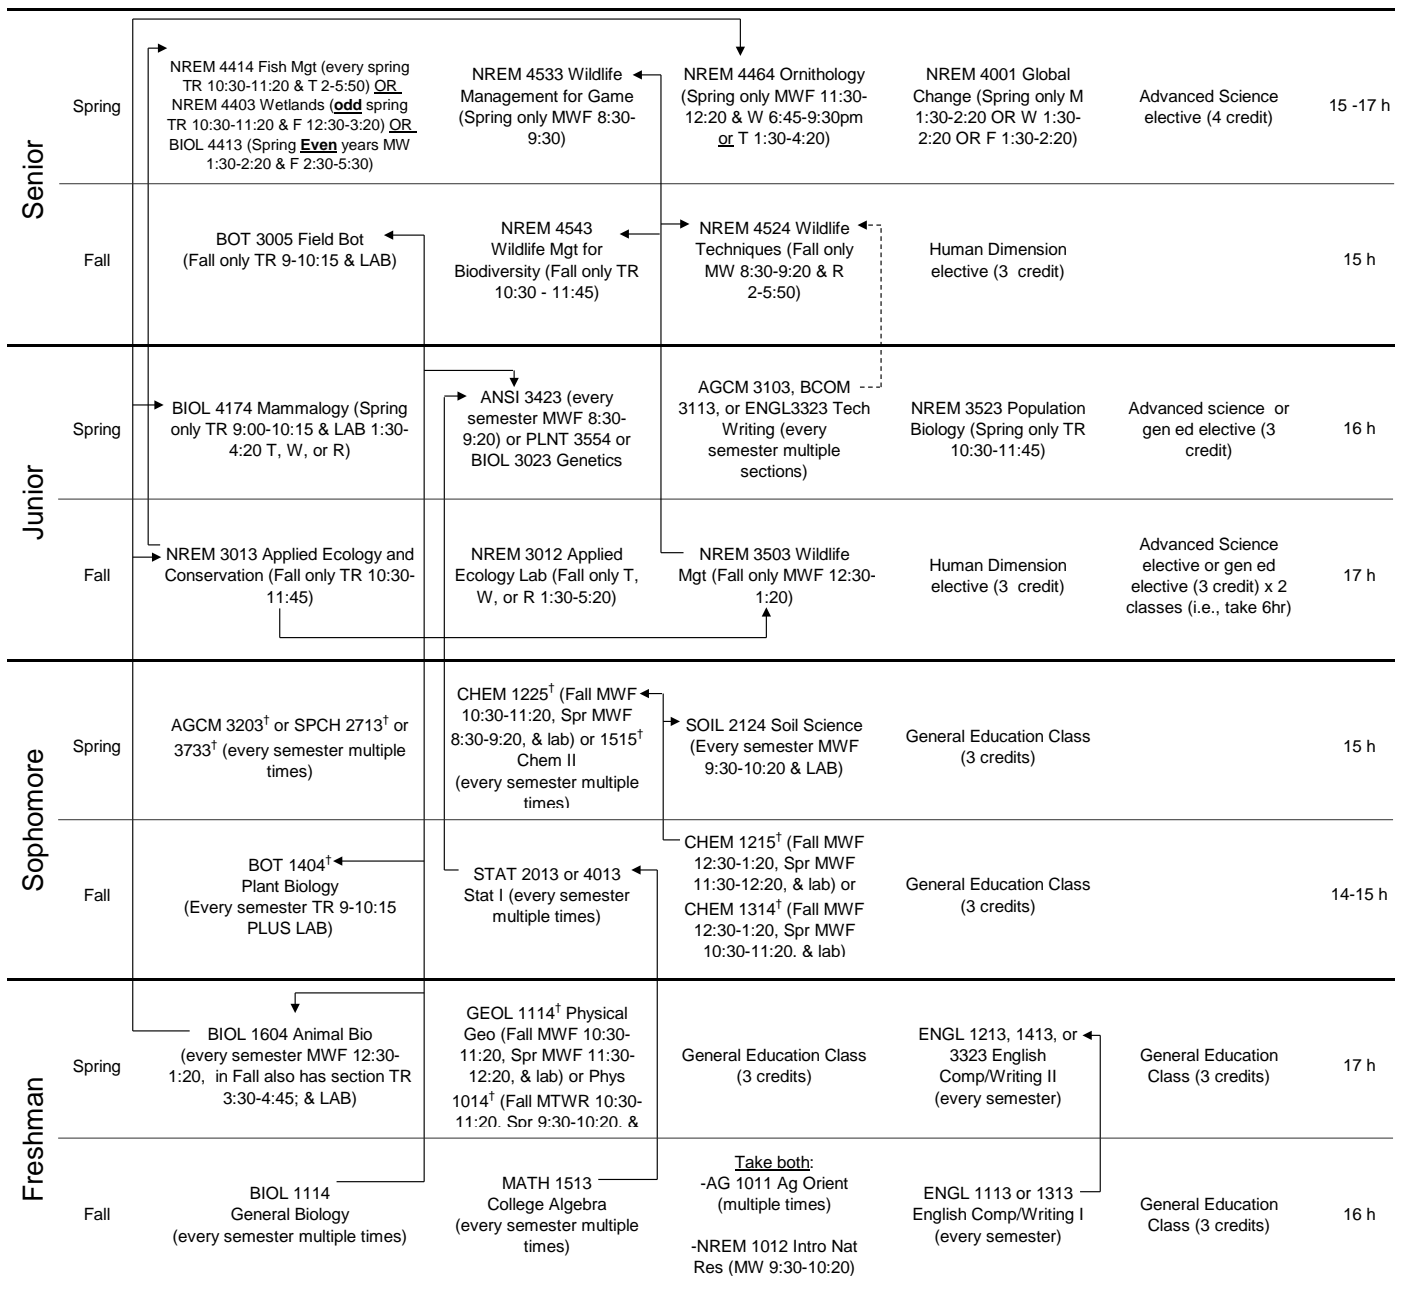 Senior
Spring
NREM 4414 Fish Mgt (every spring
TR 10:30-11:20 & T 2-5:50) OR
NREM 4403 Wetlands (odd spring
TR 10:30-11:20 & F 12:30-3:20) OR
BIOL 4413 (Spring Even years MW
1:30-2:20 & F 2:30-5:30)
NREM 4533 Wildlife
Management for Game
(Spring only MWF 8:30-
9:30)
NREM 4464 Ornithology
(Spring only MWF 11:30-
12:20 & W 6:45-9:30pm
or T 1:30-4:20)
NREM 4001 Global
Change (Spring only M
1:30-2:20 OR W 1:30-
2:20 OR F 1:30-2:20)
Advanced Science
elective (4 credit)
15 -17 h
Fall
BOT 3005 Field Bot
(Fall only TR 9-10:15 & LAB)
NREM 4543
Wildlife Mgt for
Biodiversity (Fall only TR
10:30 - 11:45)
NREM 4524 Wildlife
Techniques (Fall only
MW 8:30-9:20 & R
2-5:50)
Human Dimension
elective (3 credit)
15 h
Junior
Spring
BIOL 4174 Mammalogy (Spring
only TR 9:00-10:15 & LAB 1:30-
4:20 T, W, or R)
ANSI 3423 (every
semester MWF 8:30-
9:20) or PLNT 3554 or
BIOL 3023 Genetics
AGCM 3103, BCOM
3113, or ENGL3323 Tech
Writing (every
semester multiple
sections)
NREM 3523 Population
Biology (Spring only TR
10:30-11:45)
Advanced science or
gen ed elective (3
credit)
16 h
Fall
NREM 3013 Applied Ecology and
Conservation (Fall only TR 10:30-
11:45)
NREM 3012 Applied
Ecology Lab (Fall only T,
W, or R 1:30-5:20)
NREM 3503 Wildlife
Mgt (Fall only MWF 12:30-
1:20)
Human Dimension
elective (3 credit)
Advanced Science
elective or gen ed
elective (3 credit) x 2
classes (i.e., take 6hr)
17 h
Sophomore
Spring
AGCM 3203† or SPCH 2713† or
3733† (every semester multiple
times)
CHEM 1225† (Fall MWF
10:30-11:20, Spr MWF
8:30-9:20, & lab) or 1515†
Chem II
(every semester multiple
times)
SOIL 2124 Soil Science
(Every semester MWF
9:30-10:20 & LAB)
General Education Class
(3 credits)
15 h
Fall
BOT 1404†
Plant Biology
(Every semester TR 9-10:15
PLUS LAB)
STAT 2013 or 4013
Stat I (every semester
multiple times)
CHEM 1215† (Fall MWF
12:30-1:20, Spr MWF
11:30-12:20, & lab) or
CHEM 1314† (Fall MWF
12:30-1:20, Spr MWF
10:30-11:20, & lab)
General Education Class
(3 credits)
14-15 h
Freshman
Spring
BIOL 1604 Animal Bio
(every semester MWF 12:30-
1:20, in Fall also has section TR
3:30-4:45; & LAB)
GEOL 1114† Physical
Geo (Fall MWF 10:30-
11:20, Spr MWF 11:30-
12:20, & lab) or Phys
1014† (Fall MTWR 10:30-
11:20, Spr 9:30-10:20, &
General Education Class
(3 credits)
ENGL 1213, 1413, or
3323 English
Comp/Writing II
(every semester)
General Education
Class (3 credits)
17 h
Fall
BIOL 1114
General Biology
(every semester multiple times)
MATH 1513
College Algebra
(every semester multiple
times)
Take both:
-AG 1011 Ag Orient
(multiple times)
-NREM 1012 Intro Nat
Res (MW 9:30-10:20)
ENGL 1113 or 1313
English Comp/Writing I
(every semester)
General Education
Class (3 credits)
16 h